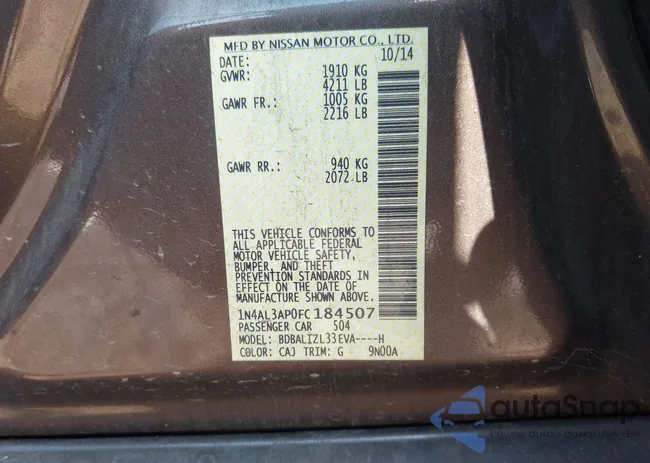 MFD BY NISSAN MOTOR CO., LTD.
DATE: 10/14
GVWR: 1910 KG
4211 LB
GAWR FR.: 1005 KG
2216 LB
GAWR RR.: 940 KG
2072 LB
THIS VEHICLE CONFORMS TO
ALL APPLICABLE FEDERAL
MOTOR VEHICLE SAFETY,
BUMPER, AND THEFT
PREVENTION STANDARDS IN
EFFECT ON THE DATE OF
MANUFACTURE SHOWN ABOVE.
1N4AL3AP0FC184507
PASSENGER CAR 504
MODEL: BDBALIZL33EVA----H
COLOR: CAJ TRIM: G 9N00A
autoSnap